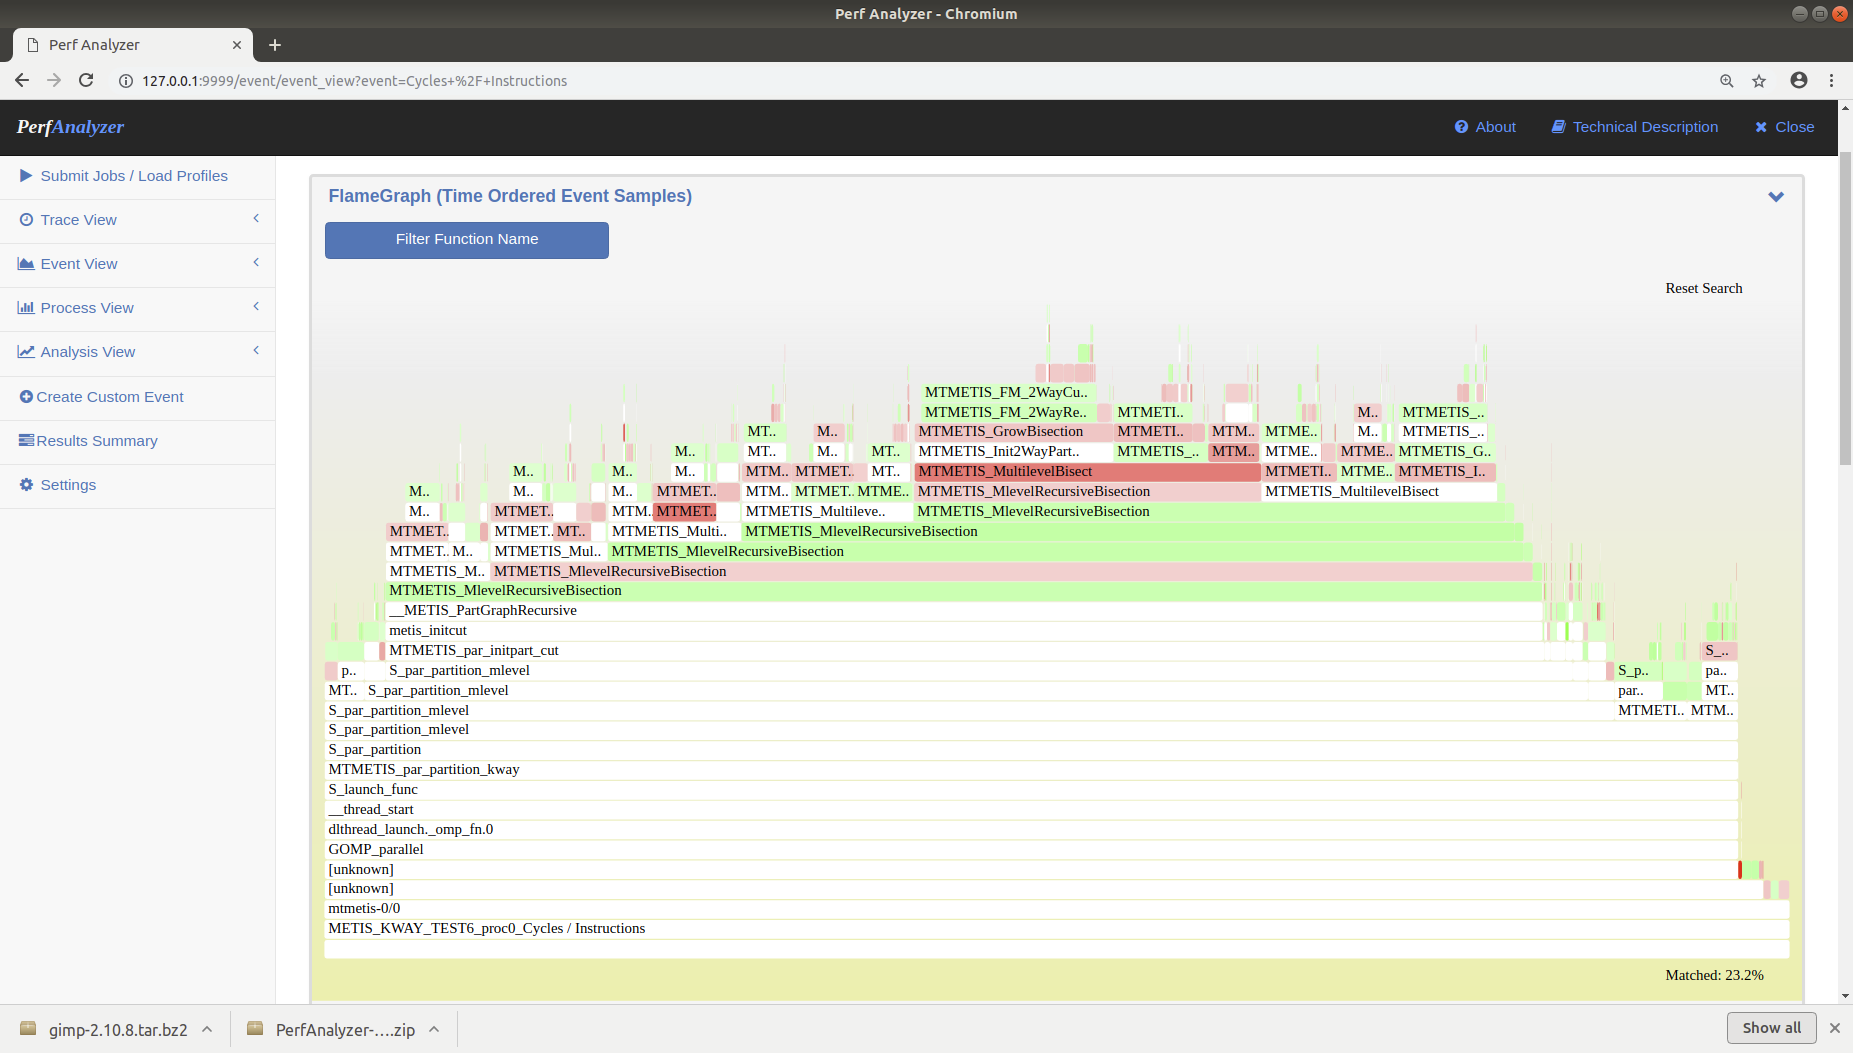 Perf Analyzer - Chromium
Perf Analyzer
127.0.0.1:9999/event/event_view?event=Cycles+%2F+Instructions
PerfAnalyzer
About
Technical Description
Close
Submit Jobs / Load Profiles
Trace View
Event View
Process View
Analysis View
Create Custom Event
Results Summary
Settings
FlameGraph (Time Ordered Event Samples)
Filter Function Name
Reset Search
MTMETIS_FM_2WayCu..
MTMETIS_FM_2WayRe.. MTMETI.. M.. MTMETIS_..
MT.. M.. MTMETIS_GrowBisection MTMETI.. MTM.. MTME.. M.. MTMETIS_..
M.. MT.. M.. MT.. MTMETIS_Init2WayPart.. MTMETIS_.. MTM.. MTME.. MTME.. MTMETIS_G..
M.. M.. M.. MTM.. MTMET.. MT.. MTMETIS_MultilevelBisect MTMETI.. MTME.. MTMETIS_I..
M.. M.. M.. MTMET.. MTM.. MTMET.. MTME.. MTMETIS_MlevelRecursiveBisection MTMETIS_MultilevelBisect
M.. MTMET.. MTM.. MTMET.. MTMETIS_Multileve.. MTMETIS_MlevelRecursiveBisection
MTMET.. MTMET.. MT.. MTMETIS_Multi.. MTMETIS_MlevelRecursiveBisection
MTMET.. M.. MTMETIS_Mul.. MTMETIS_MlevelRecursiveBisection
MTMETIS_M.. MTMETIS_MlevelRecursiveBisection
MTMETIS_MlevelRecursiveBisection
__METIS_PartGraphRecursive
metis_initcut
MTMETIS_par_initpart_cut S_..
p.. S_par_partition_mlevel S_p.. pa..
MT.. S_par_partition_mlevel par.. MT..
S_par_partition_mlevel MTMETI.. MTM..
S_par_partition_mlevel
S_par_partition
MTMETIS_par_partition_kway
S_launch_func
__thread_start
dlthread_launch._omp_fn.0
GOMP_parallel
[unknown]
[unknown]
mtmetis-0/0
METIS_KWAY_TEST6_proc0_Cycles / Instructions
Matched: 23.2%
gimp-2.10.8.tar.bz2
PerfAnalyzer-....zip
Show all